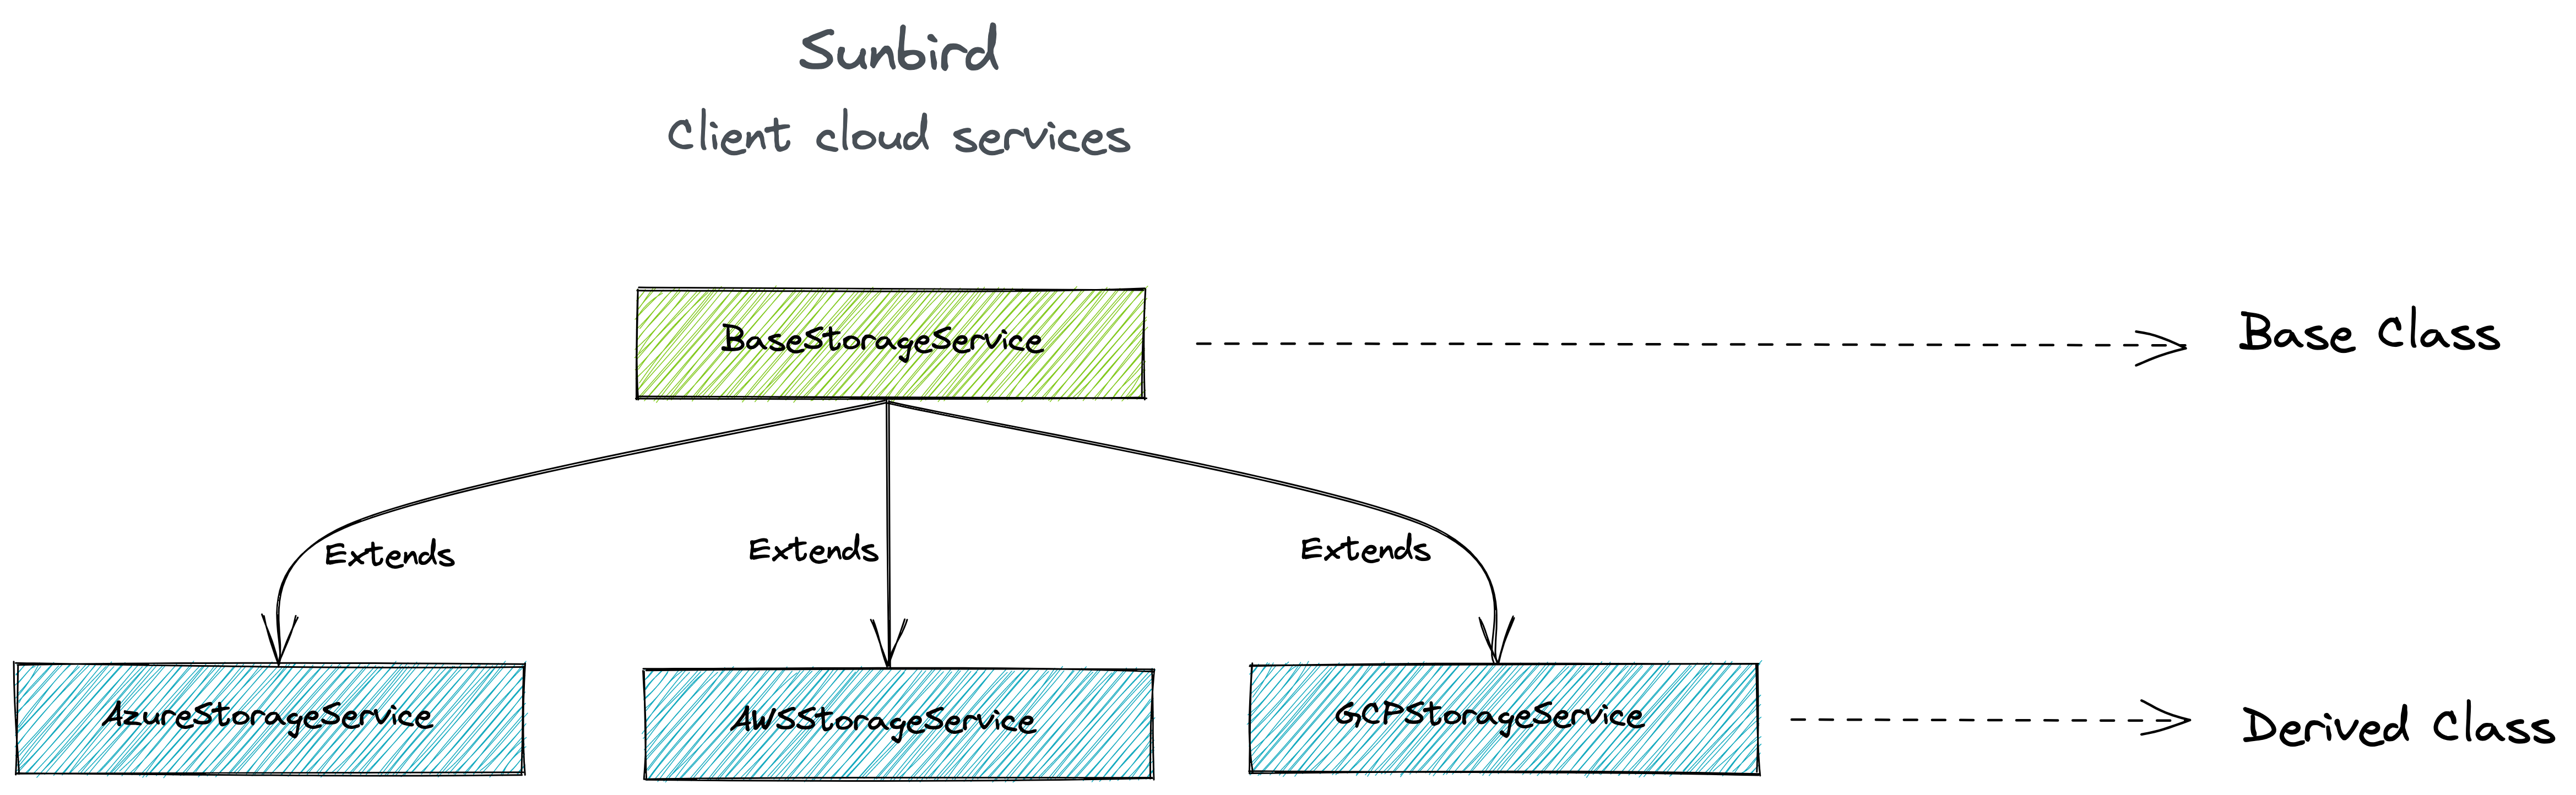 Sunbird
Client cloud services
BaseStorageService
Base Class
Extends
Extends
Extends
AzureStorageService
AWSStorageService
GCPStorageService
Derived Class